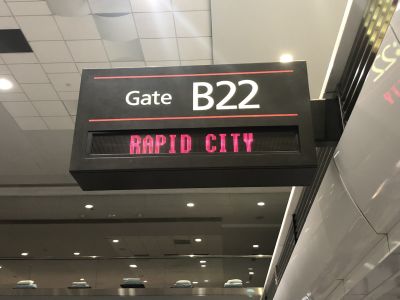 Gate B22
RAPID CITY